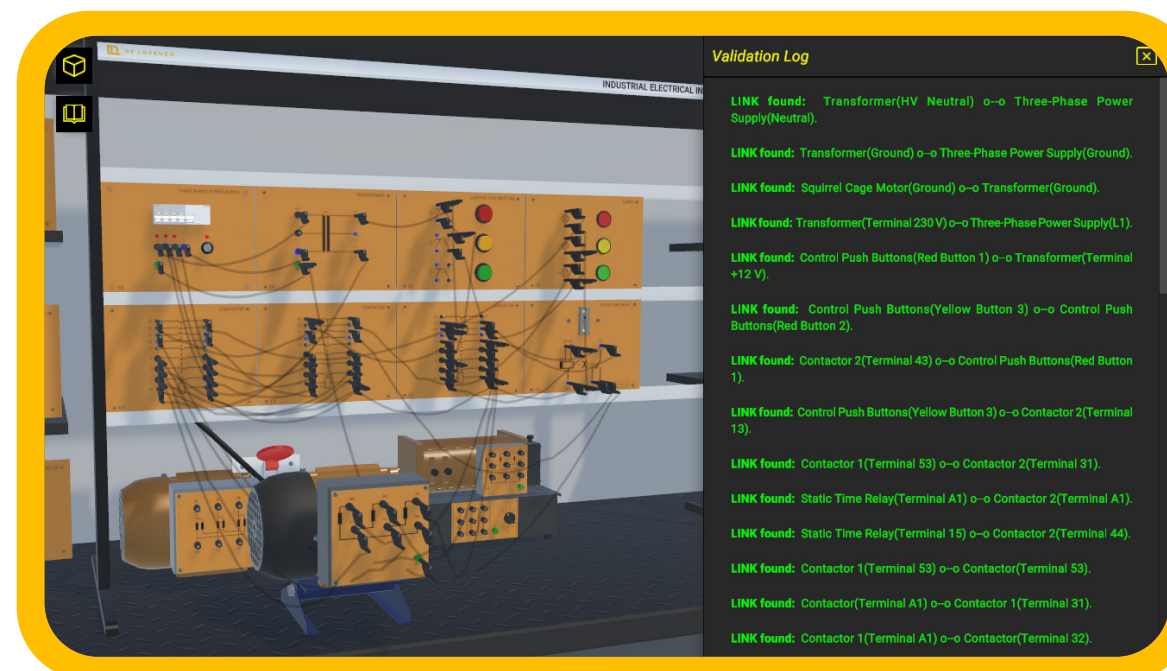 DE LORENZO
INDUSTRIAL ELECTRICAL IN
Validation Log
LINK found: Transformer(HV Neutral) o--o Three-Phase Power
Supply(Neutral).
LINK found: Transformer(Ground) o--o Three-Phase Power Supply(Ground).
LINK found: Squirrel Cage Motor(Ground) o--o Transformer(Ground).
LINK found: Transformer(Terminal 230 V) o--o Three-Phase Power Supply(L1).
LINK found: Control Push Buttons(Red Button 1) o--o Transformer(Terminal
+12 V).
LINK found: Control Push Buttons(Yellow Button 3) o--o Control Push
Buttons(Red Button 2).
LINK found: Contactor 2(Terminal 43) o--o Control Push Buttons(Red Button
1).
LINK found: Control Push Buttons(Yellow Button 3) o--o Contactor 2(Terminal
13).
LINK found: Contactor 1(Terminal 53) o--o Contactor 2(Terminal 31).
LINK found: Static Time Relay(Terminal A1) o--o Contactor 2(Terminal A1).
LINK found: Static Time Relay(Terminal 15) o--o Contactor 2(Terminal 44).
LINK found: Contactor 1(Terminal 53) o--o Contactor(Terminal 53).
LINK found: Contactor(Terminal A1) o--o Contactor 1(Terminal 31).
LINK found: Contactor 1(Terminal A1) o--o Contactor(Terminal 32).